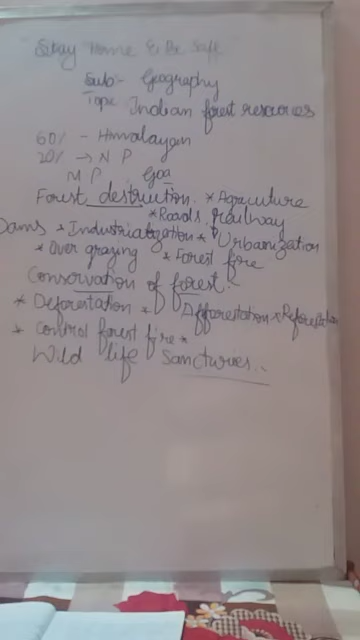 Stay Home & Be Safe
Sub- Geography
Topic Indian forest resources
60% - Himalayan
20% → N P
M P Goa
Forest destruction. * Agriculture
* Roads, railway
Dams * Industrialization * Urbanization
* Over grazing * Forest fire
Conservation of forest:-
* Deforestation * Afforestation * Reforestation
* Control forest fire *
Wild life Sancturies..